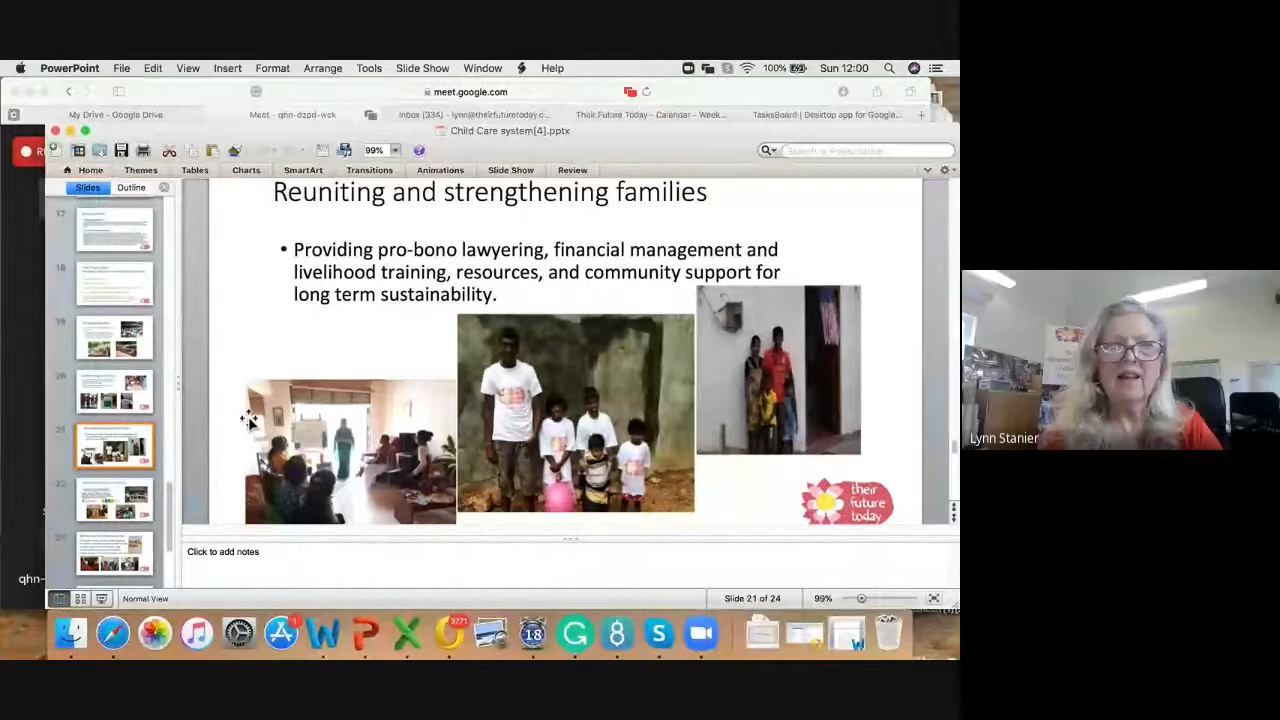 PowerPoint File Edit View Insert Format Arrange Tools Slide Show Window Help 100% Sun 12:00
meet.google.com
My Drive - Google Drive Meet - qhn-dzpd-wck Inbox (334) - lynn@theirfuturetoday.c... Their Future Today - Calendar - Week... TasksBoard | Desktop app for Google...
Child Care system[4].pptx
99% Search in Presentation
Home Themes Tables Charts SmartArt Transitions Animations Slide Show Review
Slides Outline
Reuniting and strengthening families
• Providing pro-bono lawyering, financial management and
livelihood training, resources, and community support for
long term sustainability.
17
18
19
20
21
22
their
future
today
Lynn Stanier
Click to add notes
qhn-
Normal View Slide 21 of 24 99%
1
3771
18